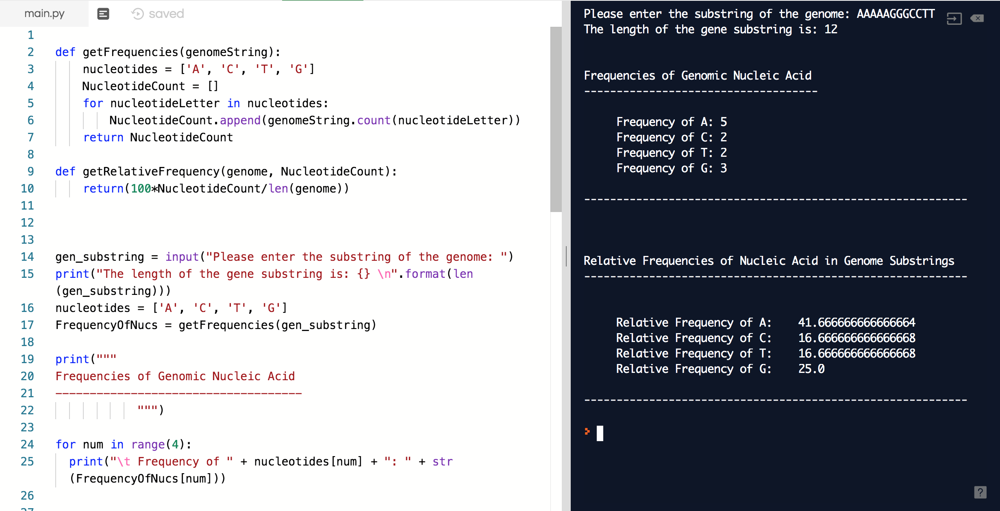 main.py saved
1
2 def getFrequencies(genomeString):
3 nucleotides = ['A', 'C', 'T', 'G']
4 NucleotideCount = []
5 for nucleotideLetter in nucleotides:
6 NucleotideCount.append(genomeString.count(nucleotideLetter))
7 return NucleotideCount
8
9 def getRelativeFrequency(genome, NucleotideCount):
10 return(100*NucleotideCount/len(genome))
11
12
13
14 gen_substring = input("Please enter the substring of the genome: ")
15 print("The length of the gene substring is: {} \n".format(len
(gen_substring)))
16 nucleotides = ['A', 'C', 'T', 'G']
17 FrequencyOfNucs = getFrequencies(gen_substring)
18
19 print("""
20 Frequencies of Genomic Nucleic Acid
21 ------------------------------------
22 """)
23
24 for num in range(4):
25 print("\t Frequency of " + nucleotides[num] + ": " + str
(FrequencyOfNucs[num]))
26
27
Please enter the substring of the genome: AAAAAGGGCCTT
The length of the gene substring is: 12
Frequencies of Genomic Nucleic Acid
------------------------------------
Frequency of A: 5
Frequency of C: 2
Frequency of T: 2
Frequency of G: 3
-----------------------------------------------------------
Relative Frequencies of Nucleic Acid in Genome Substrings
-----------------------------------------------------------
Relative Frequency of A: 41.666666666666664
Relative Frequency of C: 16.666666666666668
Relative Frequency of T: 16.666666666666668
Relative Frequency of G: 25.0
-----------------------------------------------------------
>
?